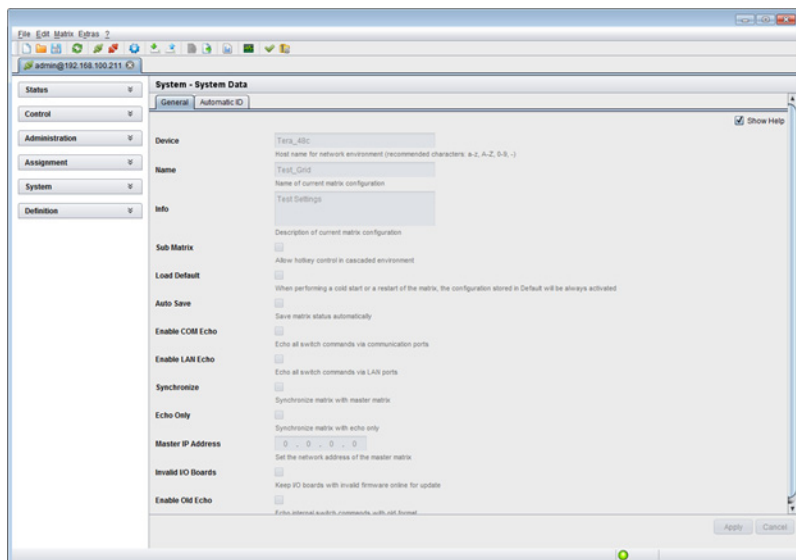 File Edit Matrix Extras ?
admin@192.168.100.211
Status
Control
Administration
Assignment
System
Definition
System - System Data
General Automatic ID
Show Help
Device Tera_48c
Host name for network environment (recommended characters: a-z, A-Z, 0-9, -)
Name Test_Grid
Name of current matrix configuration
Info Test Settings
Description of current matrix configuration
Sub Matrix
Allow hotkey control in cascaded environment
Load Default
When performing a cold start or a restart of the matrix, the configuration stored in Default will be always activated
Auto Save
Save matrix status automatically
Enable COM Echo
Echo all switch commands via communication ports
Enable LAN Echo
Echo all switch commands via LAN ports
Synchronize
Synchronize matrix with master matrix
Echo Only
Synchronize matrix with echo only
Master IP Address 0 . 0 . 0 . 0
Set the network address of the master matrix
Invalid I/O Boards
Keep I/O boards with invalid firmware online for update
Enable Old Echo
Echo internal switch commands with old format
Apply Cancel